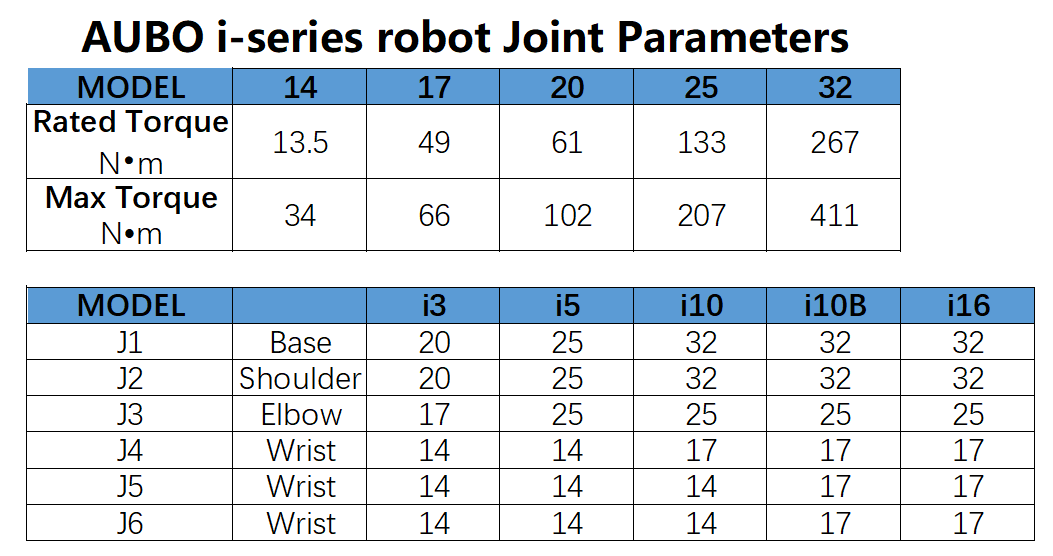 AUBO i-series robot Joint Parameters
MODEL 14 17 20 25 32
Rated Torque N•m 13.5 49 61 133 267
Max Torque N•m 34 66 102 207 411
MODEL i3 i5 i10 i10B i16
J1 Base 20 25 32 32 32
J2 Shoulder 20 25 32 32 32
J3 Elbow 17 25 25 25 25
J4 Wrist 14 14 17 17 17
J5 Wrist 14 14 14 17 17
J6 Wrist 14 14 14 17 17